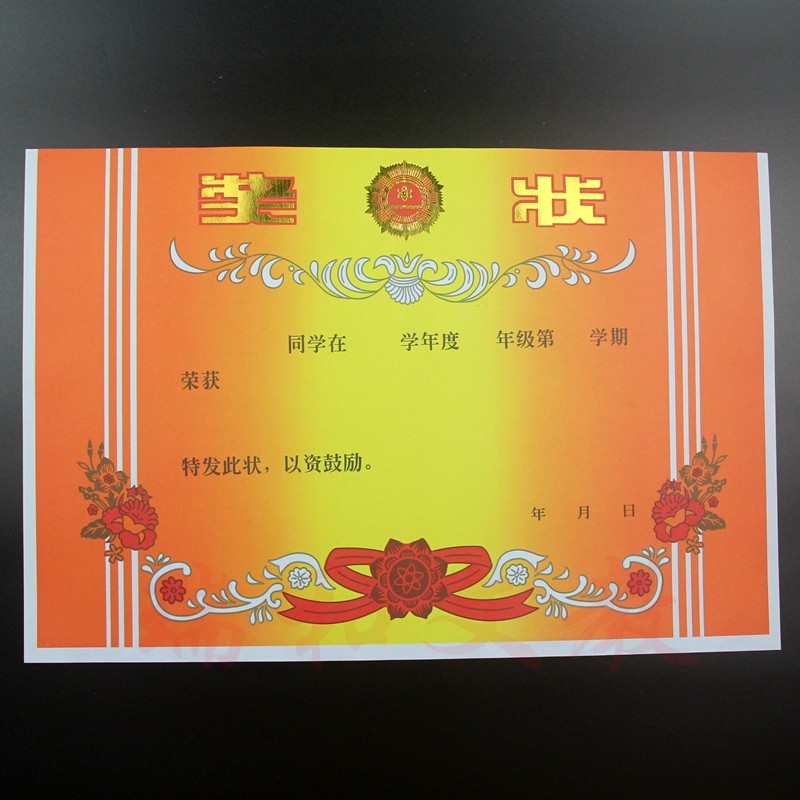 奖状
同学在 学年度 年级第 学期
荣获
特发此状，以资鼓励。
年 月 日